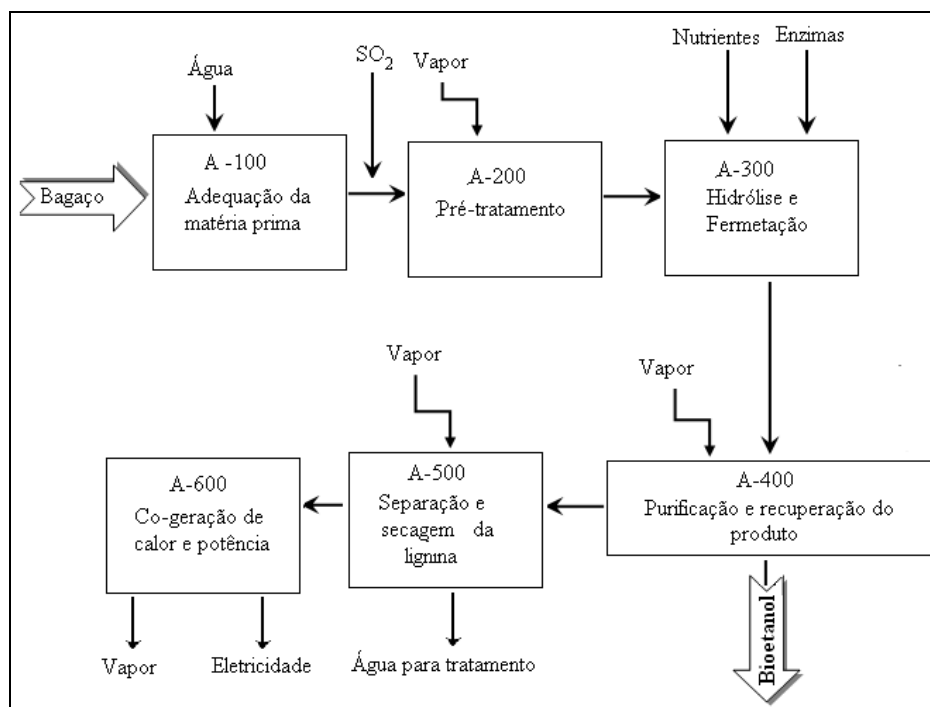 Água
SO2
Vapor
Nutrientes
Enzimas
Bagaço
A -100
Adequação da
matéria prima
A-200
Pré-tratamento
A-300
Hidrólise e
Fermetação
Vapor
Vapor
A-600
Co-geração de
calor e potência
A-500
Separação e
secagem da
lignina
A-400
Purificação e recuperação do
produto
Vapor
Eletricidade
Água para tratamento
Bioetanol